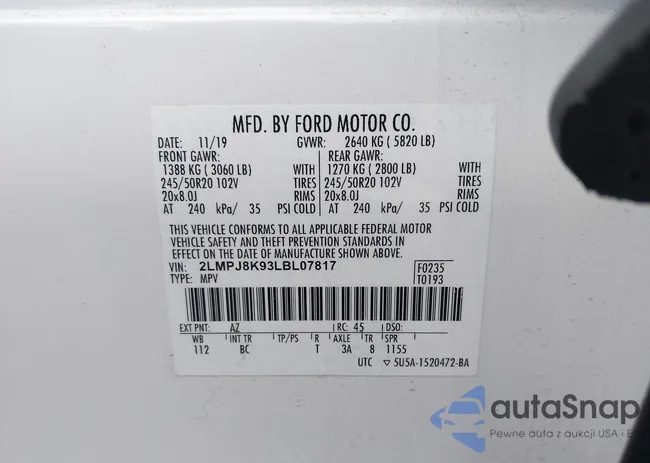 MFD. BY FORD MOTOR CO.
DATE: 11/19 GVWR: 2640 KG ( 5820 LB)
FRONT GAWR: REAR GAWR:
1388 KG ( 3060 LB) WITH 1270 KG ( 2800 LB) WITH
245/50R20 102V TIRES 245/50R20 102V TIRES
20x8.0J RIMS 20x8.0J RIMS
AT 240 kPa/ 35 PSI COLD AT 240 kPa/ 35 PSI COLD
THIS VEHICLE CONFORMS TO ALL APPLICABLE FEDERAL MOTOR
VEHICLE SAFETY AND THEFT PREVENTION STANDARDS IN
EFFECT ON THE DATE OF MANUFACTURE SHOWN ABOVE.
VIN: 2LMPJ8K93LBL07817 F0235
TYPE: MPV T0193
EXT PNT: AZ RC: 45 DSO:
WB INT TR TP/PS R AXLE TR SPR
112 BC T 3A 8 1155
UTC ▽ 5U5A-1520472-BA
autoSnap
Pewne auta z aukcji USA i